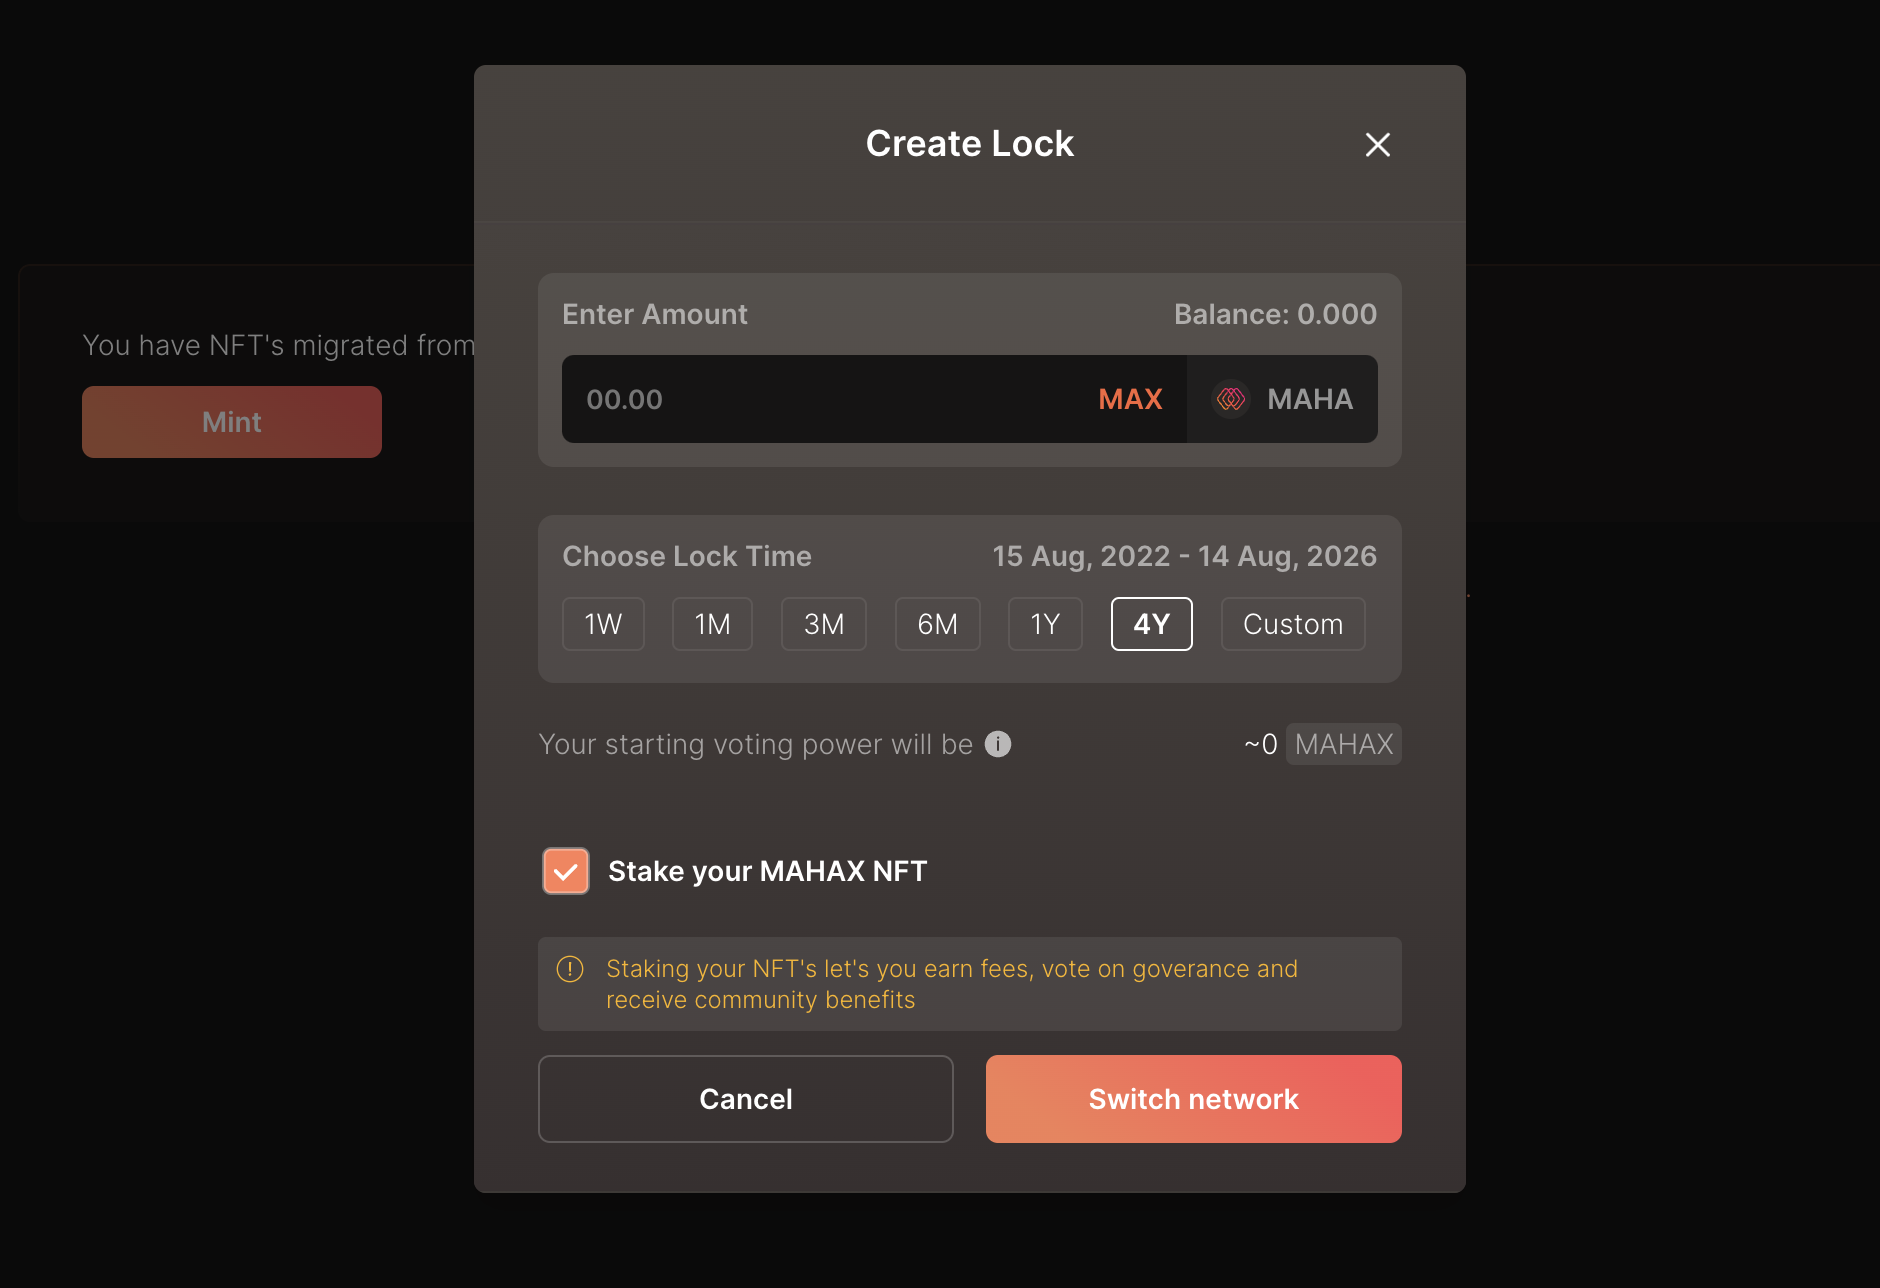 Create Lock
Enter Amount
Balance: 0.000
00.00
MAX
MAHA
You have NFT's migrated from
Mint
Choose Lock Time
15 Aug, 2022 - 14 Aug, 2026
1W
1M
3M
6M
1Y
4Y
Custom
Your starting voting power will be
~0 MAHAX
Stake your MAHAX NFT
Staking your NFT's let's you earn fees, vote on goverance and
receive community benefits
Cancel
Switch network